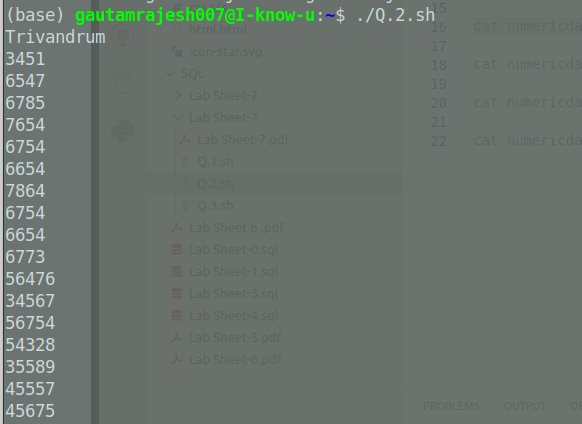 (base) gautamrajesh007@I-know-u:~$ ./Q.2.sh
Trivandrum
3451
6547
6785
7654
6754
6654
7864
6754
6654
6773
56476
34567
56754
54328
35589
45557
45675
html.html
icon-star.svg
SQL
Lab Sheet-2
Lab Sheet-7
Lab Sheet-7.pdf
Q.1.sh
Q.2.sh
Q.3.sh
Lab Sheet 6 .pdf
Lab Sheet-0.sql
Lab Sheet-1.sql
Lab Sheet-3.sql
Lab Sheet-4.sql
Lab Sheet-5.pdf
Lab Sheet-6.pdf
15
16 cat numericda
17
18 cat numericda
19
20 cat numericda
21
22 cat numericda
PROBLEMS OUTPUT DE